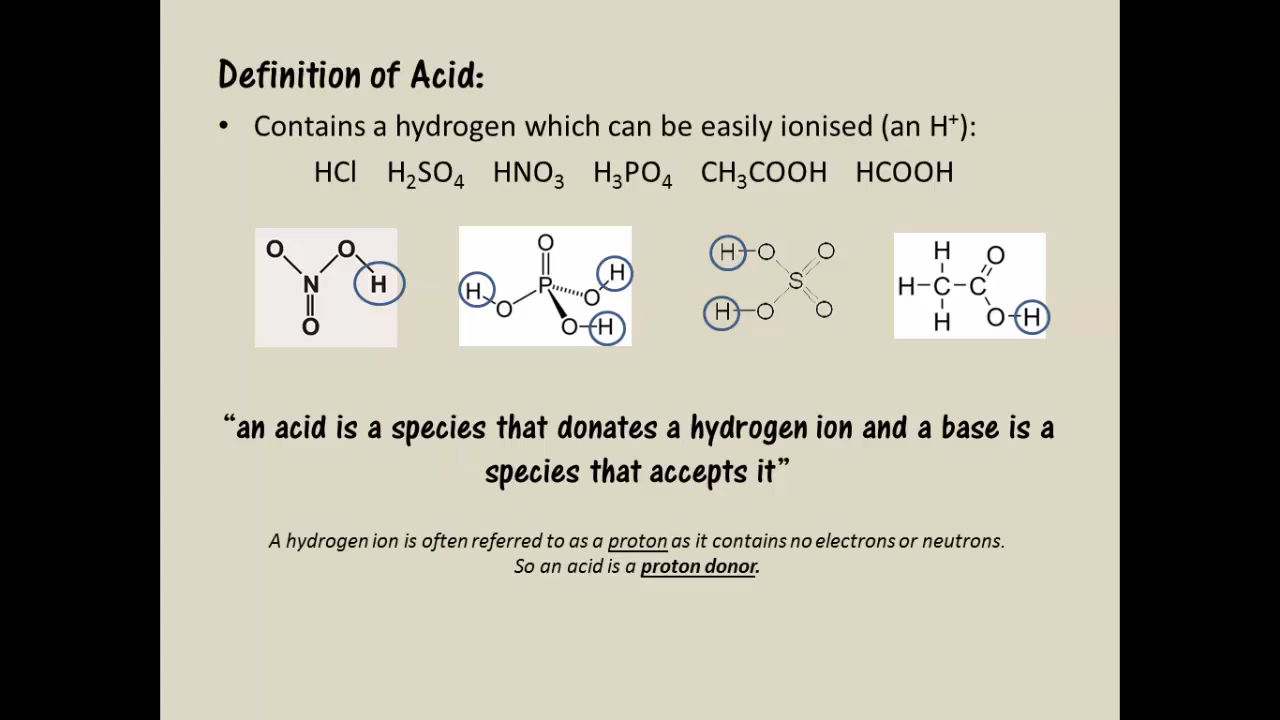 Definition of Acid:
• Contains a hydrogen which can be easily ionised (an H⁺):
HCl H₂SO₄ HNO₃ H₃PO₄ CH₃COOH HCOOH
O O N H O
O H P H O O O H
H O O S H O O
H O H C C H O H
“an acid is a species that donates a hydrogen ion and a base is a
species that accepts it”
A hydrogen ion is often referred to as a proton as it contains no electrons or neutrons.
So an acid is a proton donor.